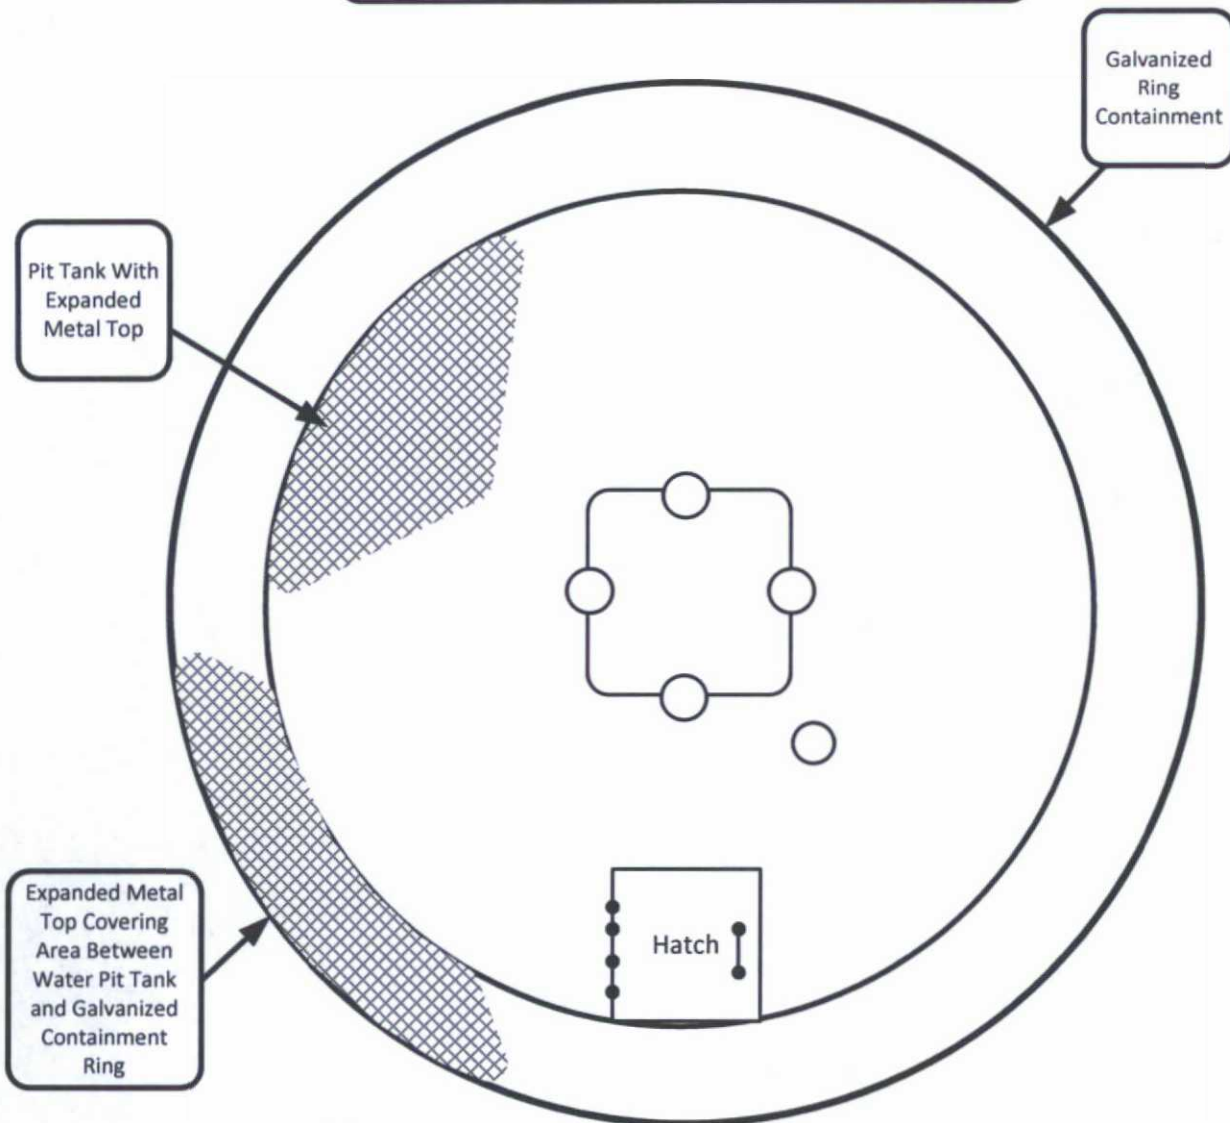 Galvanized
Ring
Containment
Pit Tank With
Expanded
Metal Top
Expanded Metal
Top Covering
Area Between
Water Pit Tank
and Galvanized
Containment
Ring
Hatch